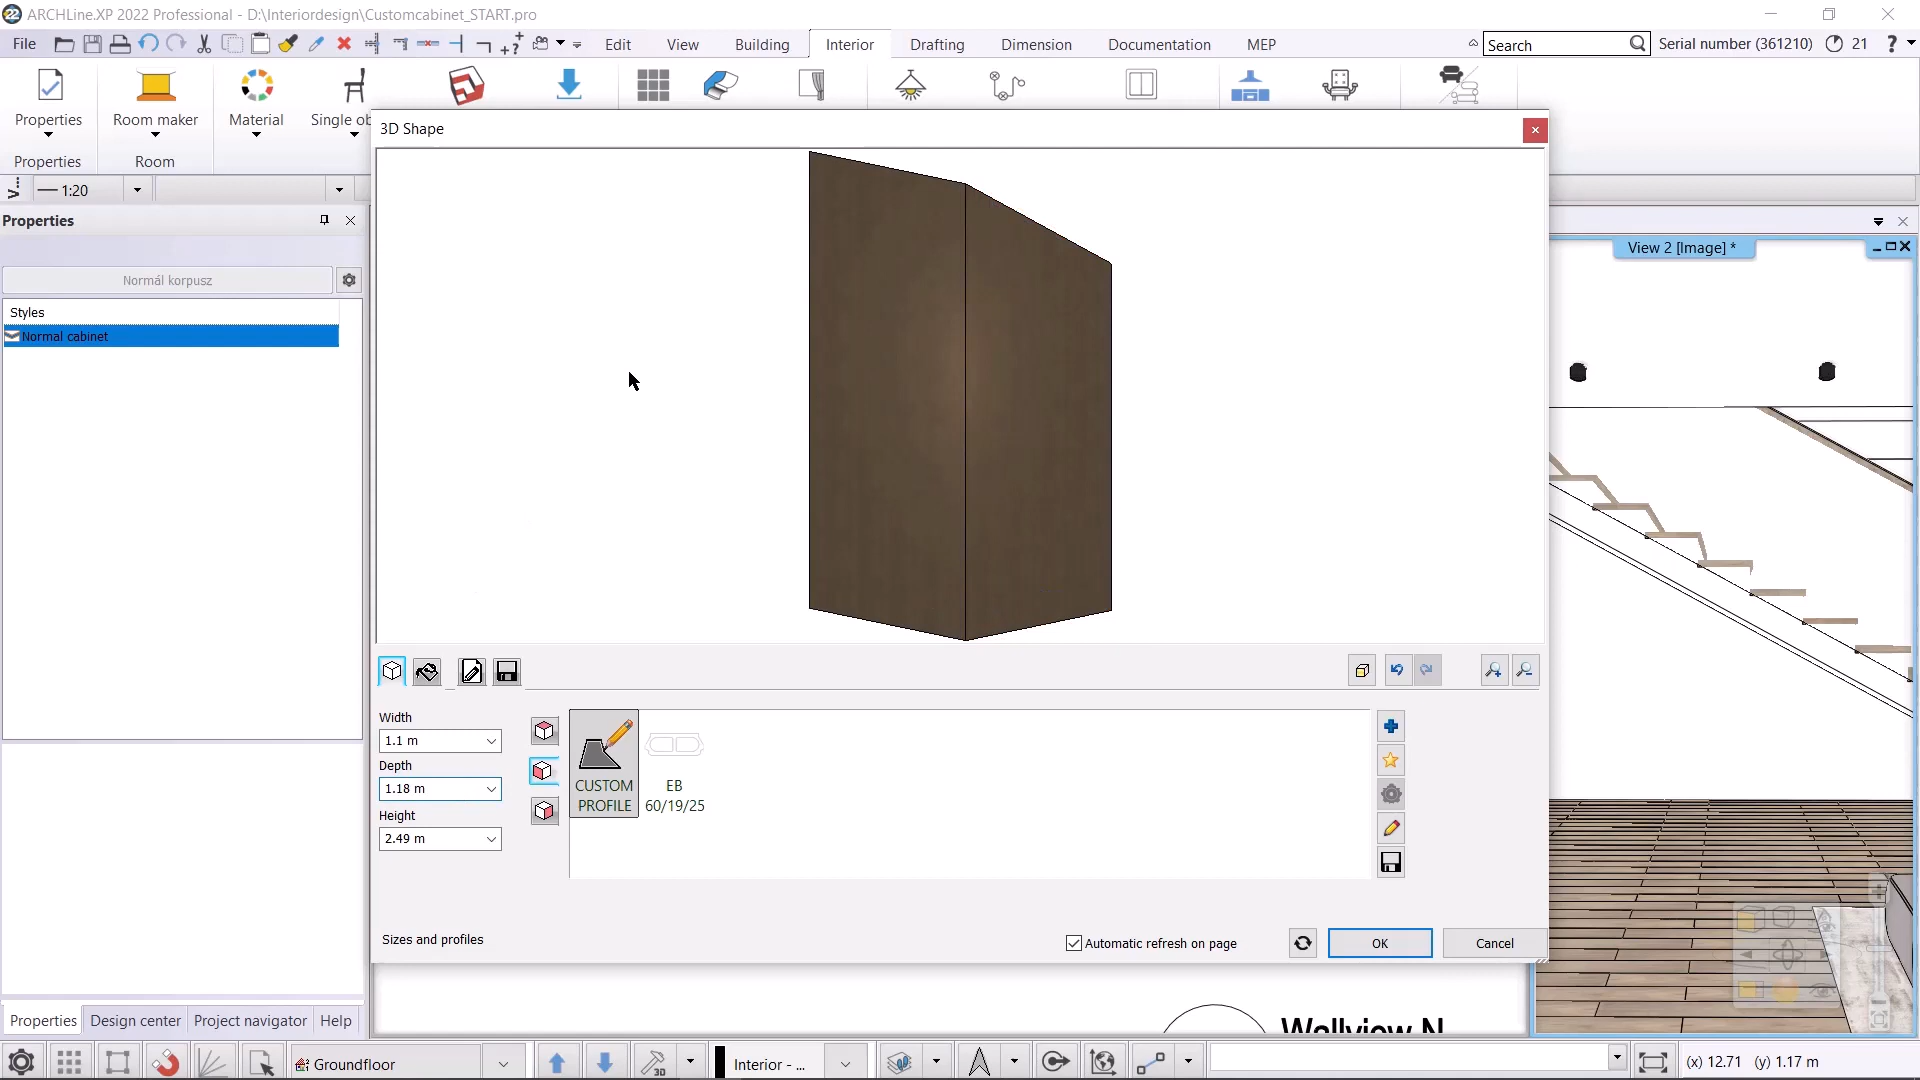 ARCHLine.XP 2022 Professional - D:\Interiordesign\Customcabinet_START.pro
File
Edit
View
Building
Interior
Drafting
Dimension
Documentation
MEP
Search
Serial number (361210)
21
?
Properties
Room maker
Material
Single ob
Properties
Room
1:20
3D Shape
Properties
Normál korpusz
Styles
Normal cabinet
View 2 [Image] *
Width
1.1 m
Depth
1.18 m
Height
2.49 m
CUSTOM
PROFILE
EB
60/19/25
Sizes and profiles
Automatic refresh on page
OK
Cancel
Wallview N
Properties
Design center
Project navigator
Help
Groundfloor
3D
Interior - ...
(x) 12.71 (y) 1.17 m